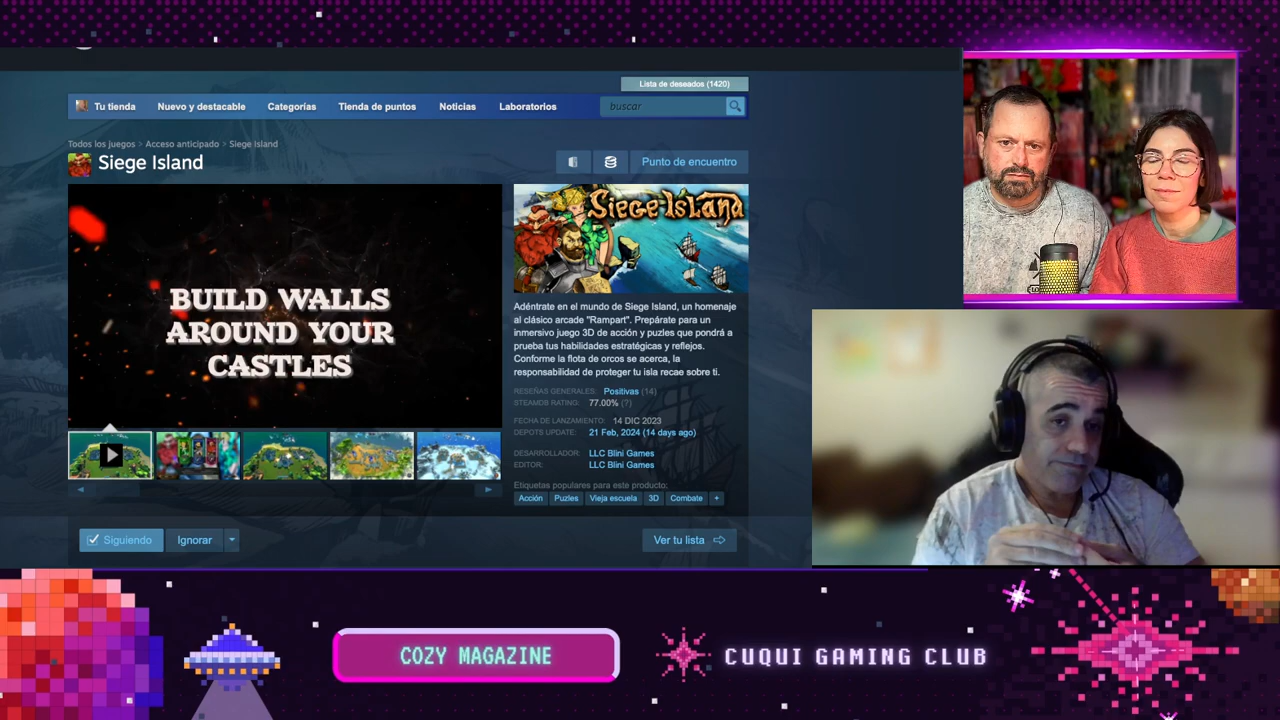 Lista de deseados (1420)
Tu tienda Nuevo y destacable Categorías Tienda de puntos Noticias Laboratorios buscar
Todos los juegos > Acceso anticipado > Siege Island
Siege Island
Punto de encuentro
BUILD WALLS
AROUND YOUR
CASTLES
Siege Island
Adéntrate en el mundo de Siege Island, un homenaje
al clásico arcade "Rampart". Prepárate para un
inmersivo juego 3D de acción y puzles que pondrá a
prueba tus habilidades estratégicas y reflejos.
Conforme la flota de orcos se acerca, la
responsabilidad de proteger tu isla recae sobre ti.
RESEÑAS GENERALES: Positivas (14)
STEAMDB RATING: 77.00% (?)
FECHA DE LANZAMIENTO: 14 DIC 2023
DEPOTS UPDATE: 21 Feb, 2024 (14 days ago)
DESARROLLADOR: LLC Blini Games
EDITOR: LLC Blini Games
Etiquetas populares para este producto:
Acción Puzles Vieja escuela 3D Combate +
Siguiendo Ignorar Ver tu lista
COZY MAGAZINE
CUQUI GAMING CLUB